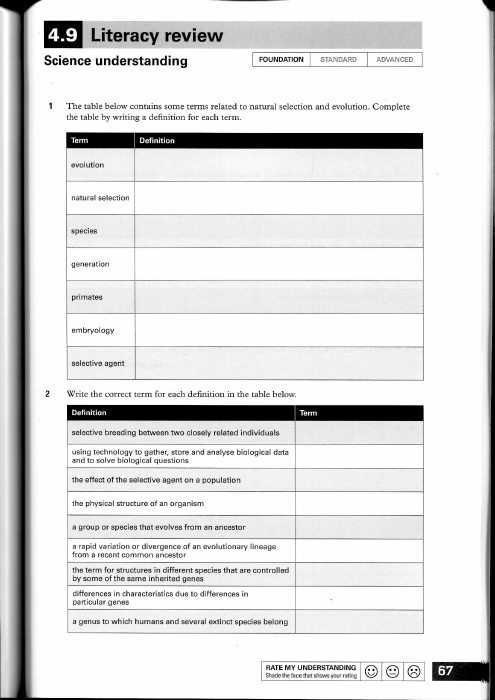 4.9 Literacy review
Science understanding
FOUNDATION STANDARD ADVANCED
1 The table below contains some terms related to natural selection and evolution. Complete
the table by writing a definition for each term.
Term Definition
evolution
natural selection
species
generation
primates
embryology
selective agent
2 Write the correct term for each definition in the table below.
Definition Term
selective breeding between two closely related individuals
using technology to gather, store and analyse biological data
and to solve biological questions
the effect of the selective agent on a population
the physical structure of an organism
a group or species that evolves from an ancestor
a rapid variation or divergence of an evolutionary lineage
from a recent common ancestor
the term for structures in different species that are controlled
by some of the same inherited genes
differences in characteristics due to differences in
particular genes
a genus to which humans and several extinct species belong
RATE MY UNDERSTANDING
Shade the face that shows your rating
67